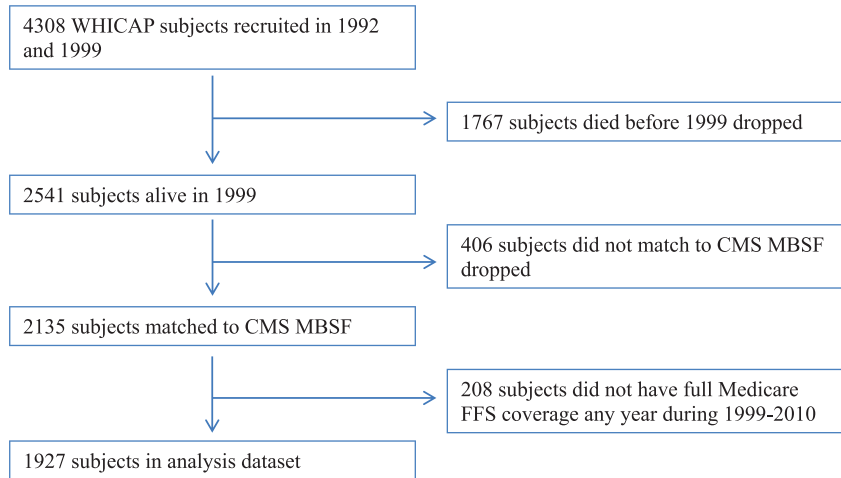 4308 WHICAP subjects recruited in 1992
and 1999
1767 subjects died before 1999 dropped
2541 subjects alive in 1999
406 subjects did not match to CMS MBSF
dropped
2135 subjects matched to CMS MBSF
208 subjects did not have full Medicare
FFS coverage any year during 1999-2010
1927 subjects in analysis dataset